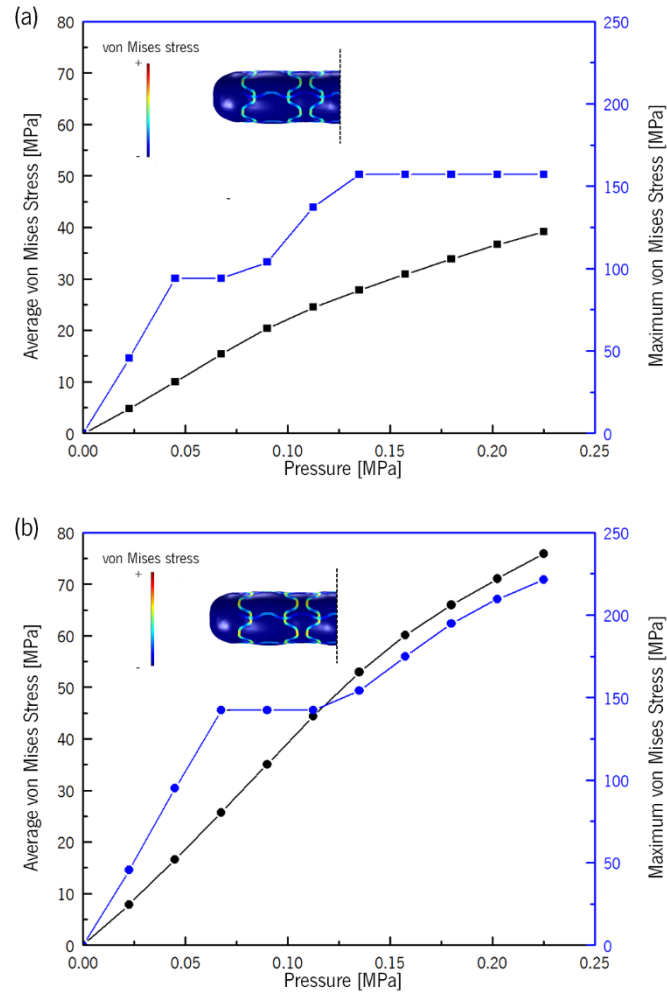 (a)
von Mises stress
+
-
Average von Mises Stress [MPa]
80
70
60
50
40
30
20
10
0
Maximum von Mises Stress [MPa]
250
200
150
100
50
0
0.00 0.05 0.10 0.15 0.20 0.25
Pressure [MPa]
(b)
von Mises stress
+
-
Average von Mises Stress [MPa]
80
70
60
50
40
30
20
10
0
Maximum von Mises Stress [MPa]
250
200
150
100
50
0
0.00 0.05 0.10 0.15 0.20 0.25
Pressure [MPa]